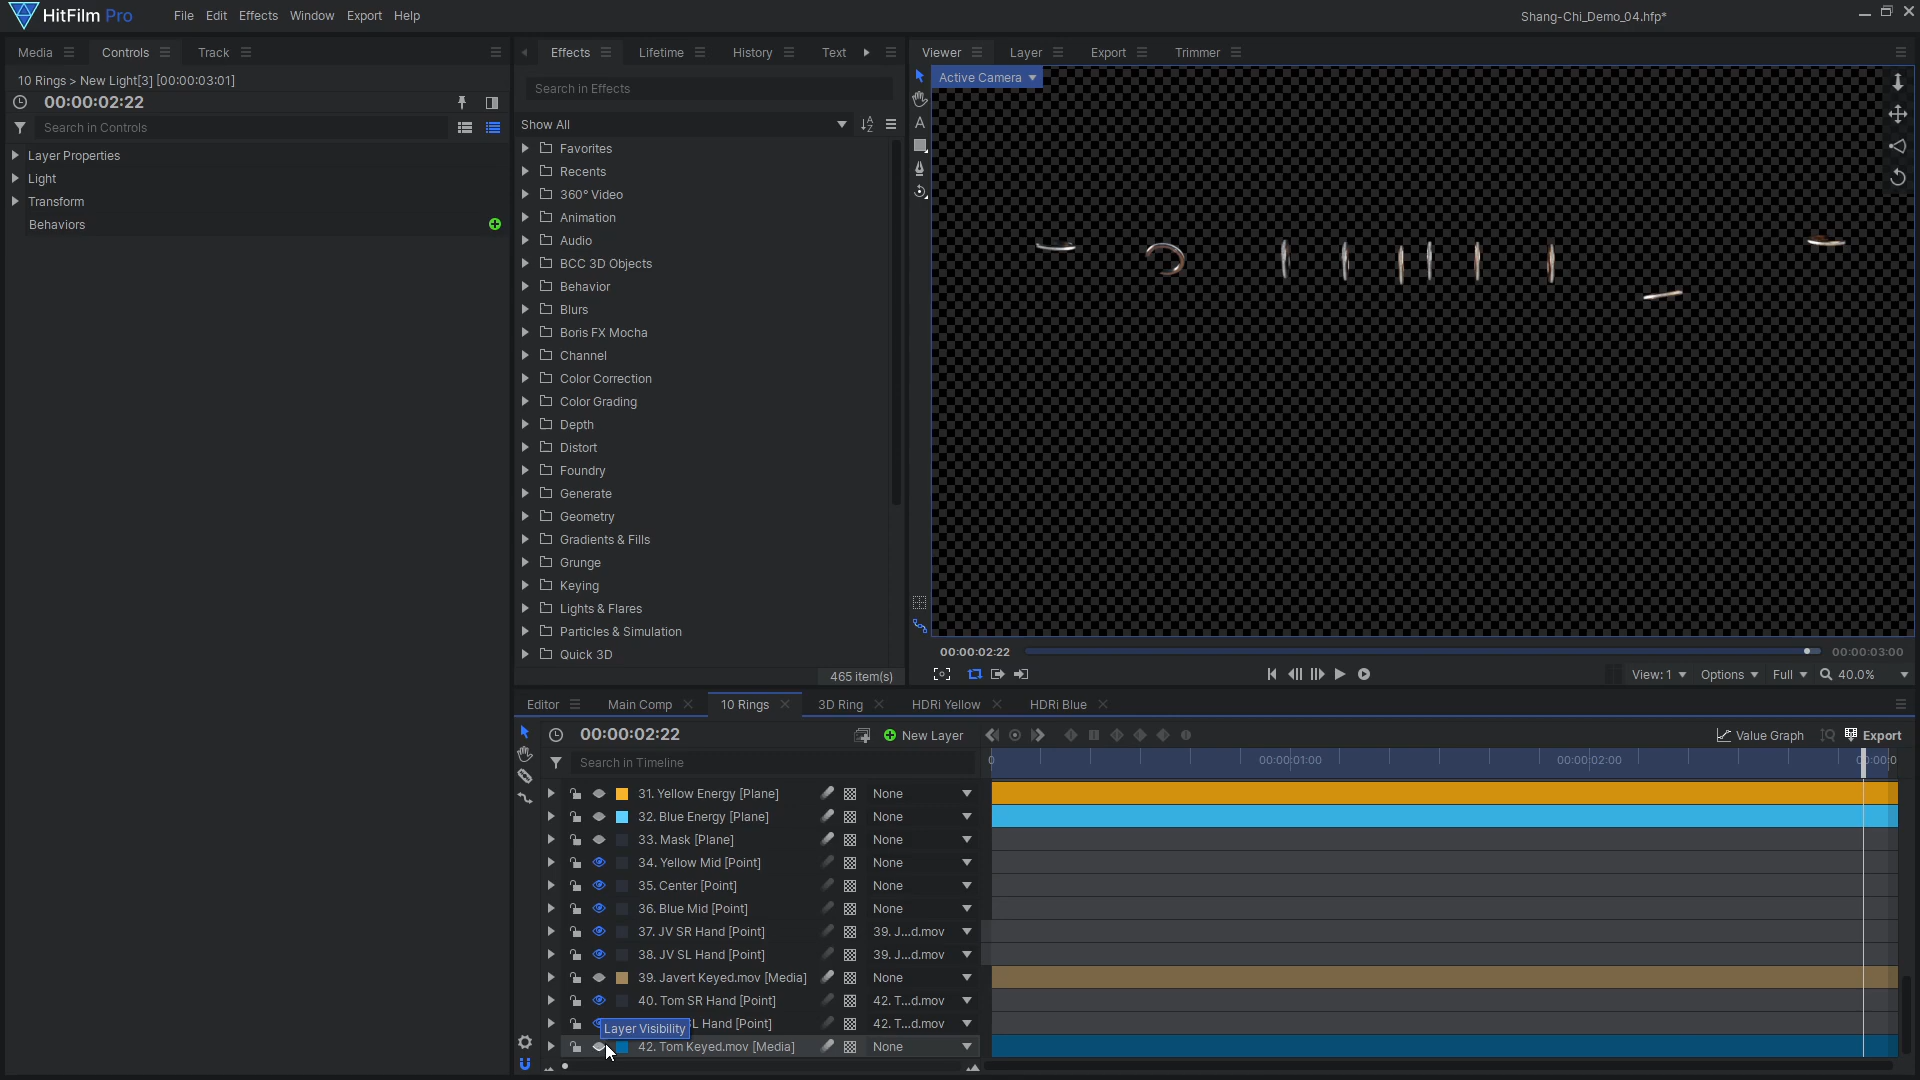 HitFilm Pro
File Edit Effects Window Export Help
Shang-Chi_Demo_04.hfp*
Media Controls Track
10 Rings > New Light[3] [00:00:03:01]
00:00:02:22
Search in Controls
Layer Properties
Light
Transform
Behaviors
Effects Lifetime History Text
Search in Effects
Show All
Favorites
Recents
360° Video
Animation
Audio
BCC 3D Objects
Behavior
Blurs
Boris FX Mocha
Channel
Color Correction
Color Grading
Depth
Distort
Foundry
Generate
Geometry
Gradients & Fills
Grunge
Keying
Lights & Flares
Particles & Simulation
Quick 3D
465 item(s)
Viewer Layer Export Trimmer
Active Camera
00:00:02:22 00:00:03:00
View: 1 Options Full 40.0%
Editor Main Comp 10 Rings 3D Ring HDRi Yellow HDRi Blue
00:00:02:22 New Layer Value Graph Export
Search in Timeline
0 00:00:01:00 00:00:02:00
31. Yellow Energy [Plane] None
32. Blue Energy [Plane] None
33. Mask [Plane] None
34. Yellow Mid [Point] None
35. Center [Point] None
36. Blue Mid [Point] None
37. JV SR Hand [Point] 39. J...d.mov
38. JV SL Hand [Point] 39. J...d.mov
39. Javert Keyed.mov [Media] None
40. Tom SR Hand [Point] 42. T...d.mov
L Hand [Point] 42. T...d.mov
Layer Visibility
42. Tom Keyed.mov [Media] None